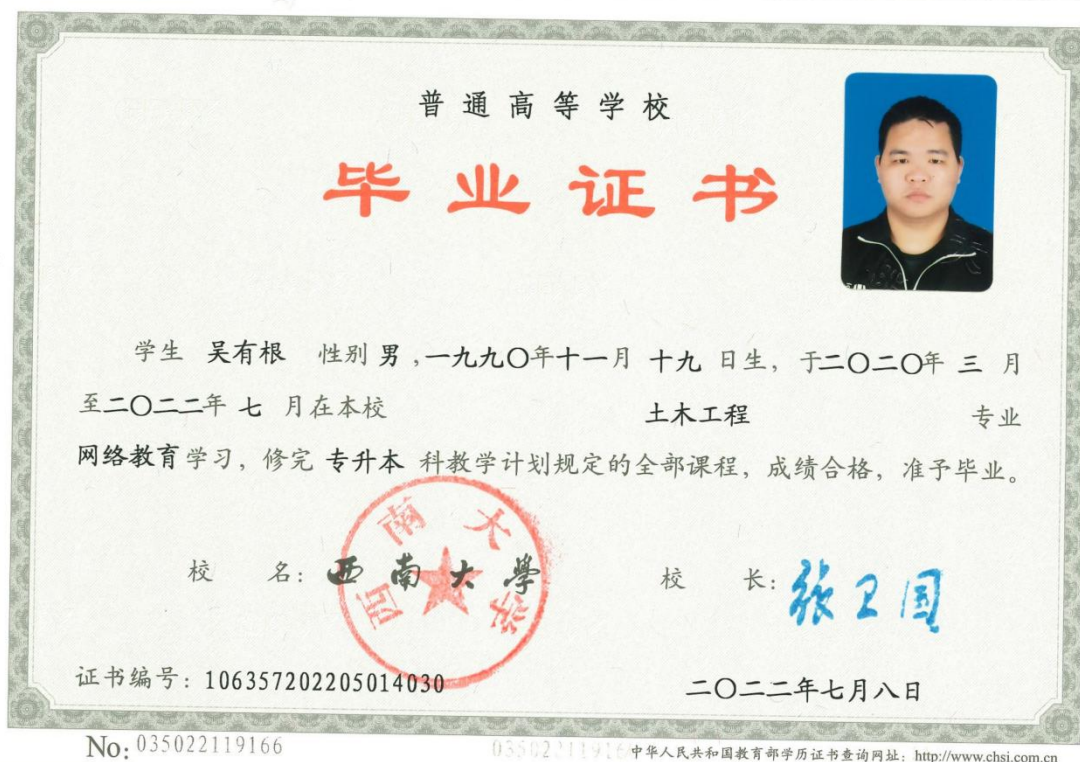 普通高等学校
毕业证书
学生 吴有根 性别 男 ,一九九〇年十一月 十九 日生, 于二〇二〇年 三 月
至二〇二二年 七 月在本校 土木工程 专业
网络教育学习, 修完 专升本 科教学计划规定的全部课程, 成绩合格, 准予毕业。
西南大学
校 名: 西南大學 校 长: 张卫国
证书编号: 106357202205014030 二〇二二年七月八日
No: 035022119166 035022119166 中华人民共和国教育部学历证书查询网址: http://www.chsi.com.cn